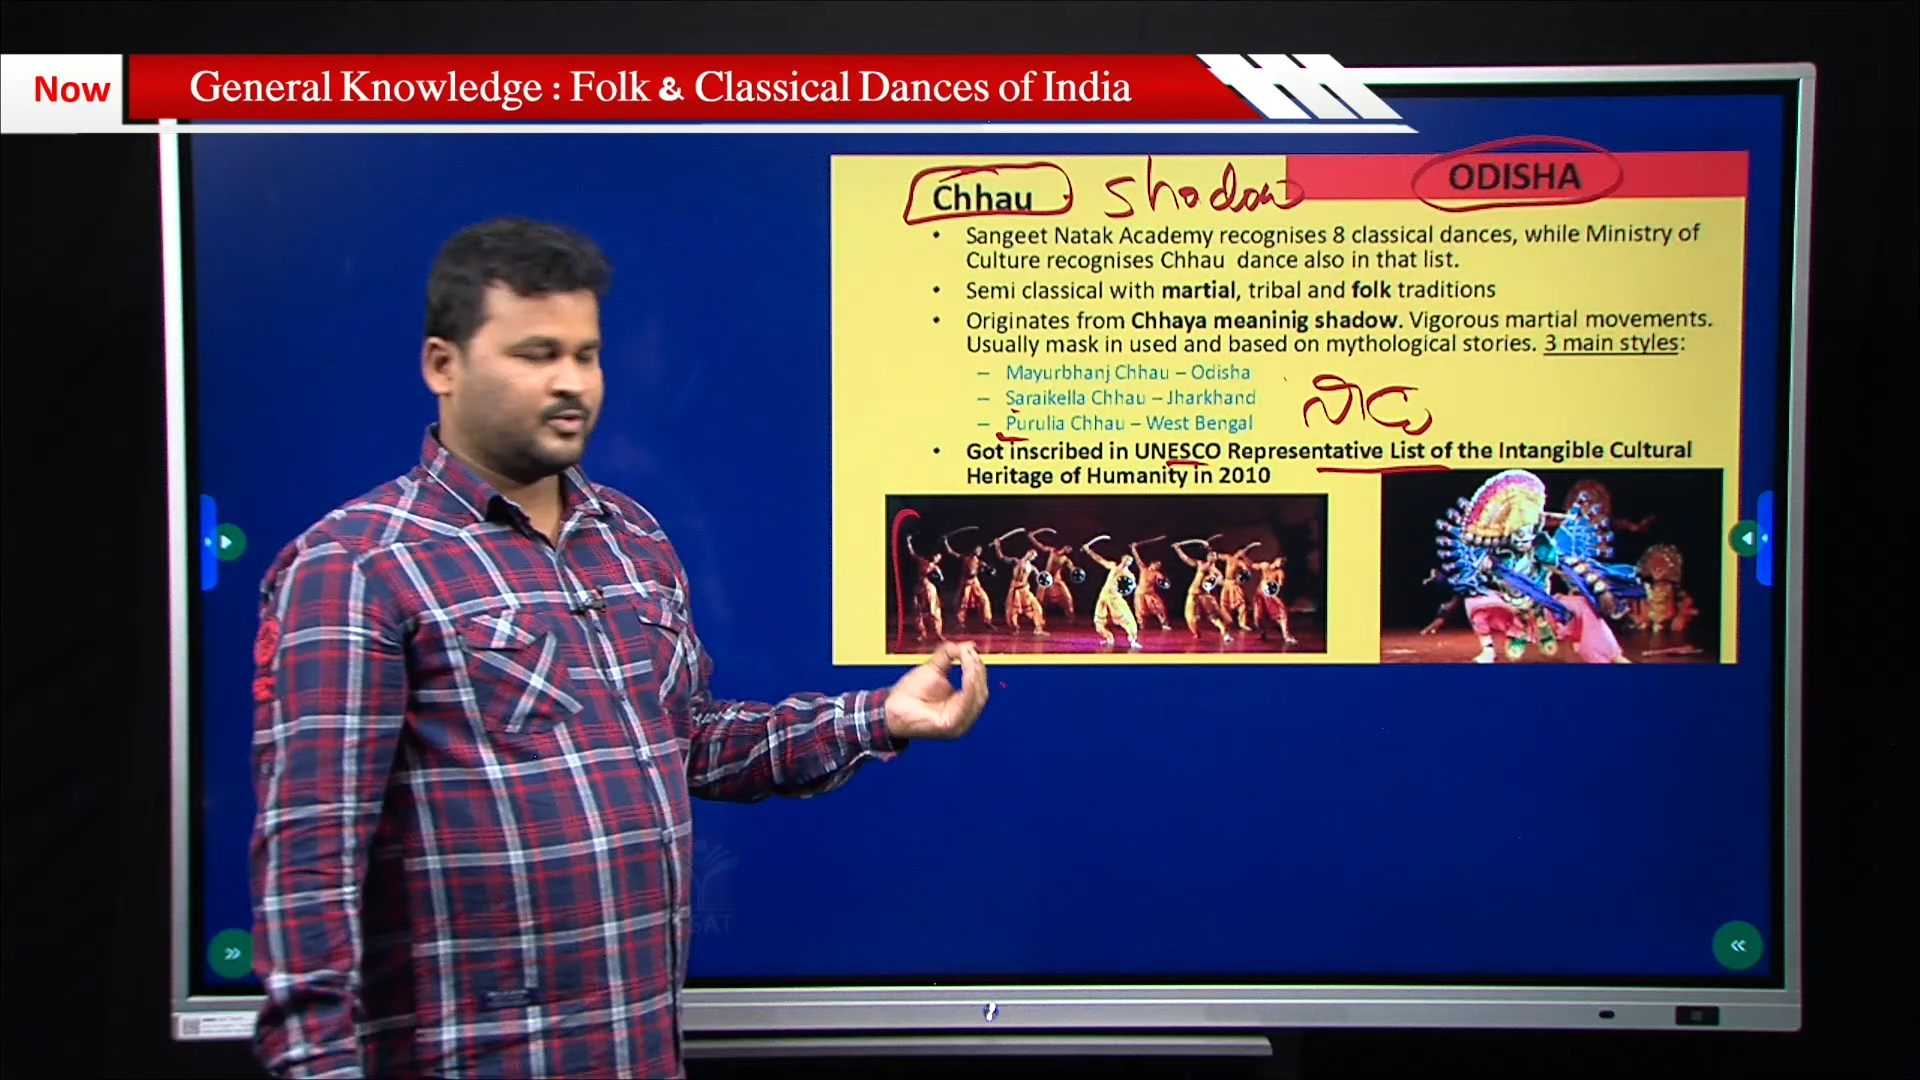 Now
General Knowledge : Folk & Classical Dances of India
Chhau
Shadow
ODISHA
• Sangeet Natak Academy recognises 8 classical dances, while Ministry of
Culture recognises Chhau dance also in that list.
• Semi classical with martial, tribal and folk traditions
• Originates from Chhaya meaninig shadow. Vigorous martial movements.
Usually mask in used and based on mythological stories. 3 main styles:
– Mayurbhanj Chhau – Odisha
– Saraikella Chhau – Jharkhand
– Purulia Chhau – West Bengal
నీడ
• Got inscribed in UNESCO Representative List of the Intangible Cultural
Heritage of Humanity in 2010